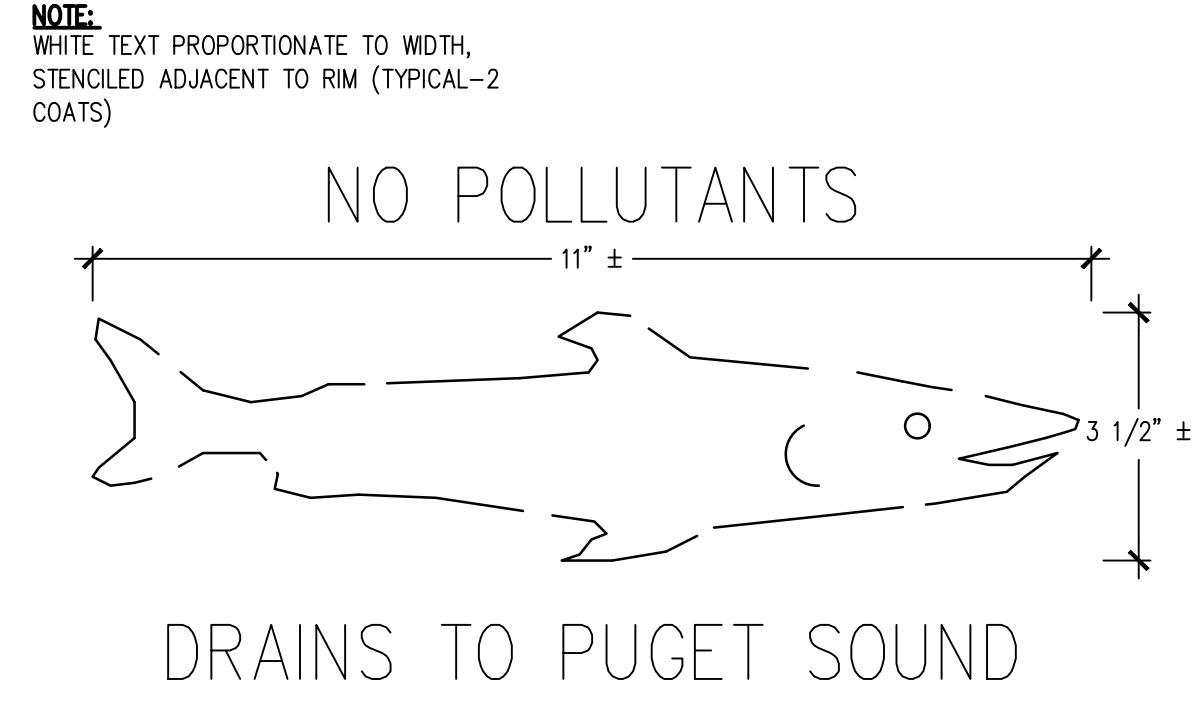 NOTE:
WHITE TEXT PROPORTIONATE TO WIDTH,
STENCILED ADJACENT TO RIM (TYPICAL-2
COATS)
NO POLLUTANTS
11" ±
3 1/2" ±
DRAINS TO PUGET SOUND